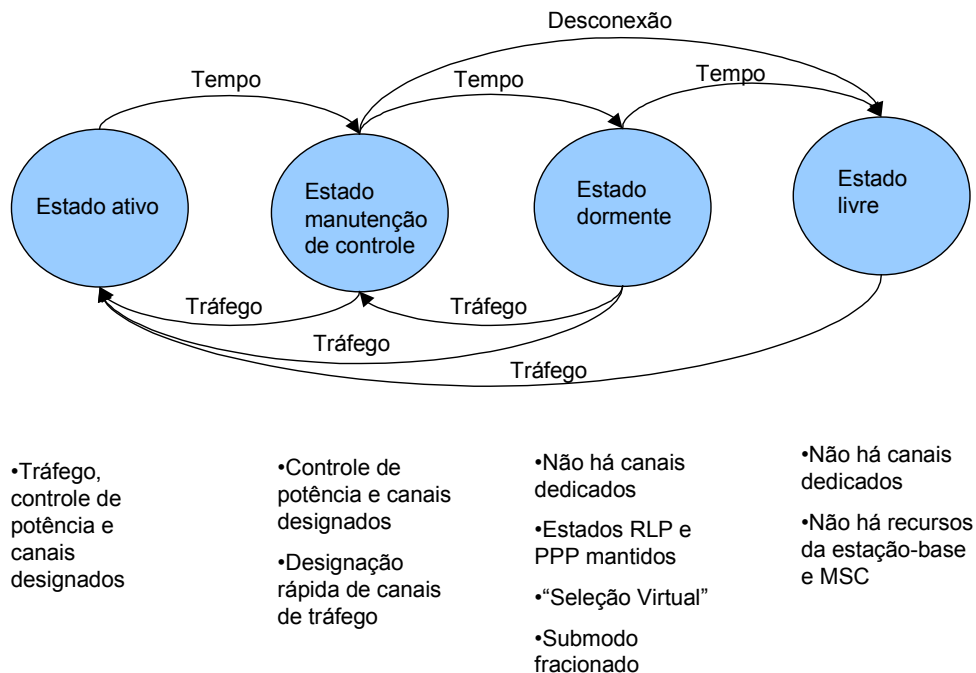 Desconexão
Tempo
Tempo
Tempo
Estado ativo
Estado
manutenção
de controle
Estado
dormente
Estado
livre
Tráfego
Tráfego
Tráfego
Tráfego
•Tráfego,
controle de
potência e
canais
designados
•Controle de
potência e canais
designados
•Designação
rápida de canais
de tráfego
•Não há canais
dedicados
•Estados RLP e
PPP mantidos
•“Seleção Virtual”
•Submodo
fracionado
•Não há canais
dedicados
•Não há recursos
da estação-base
e MSC